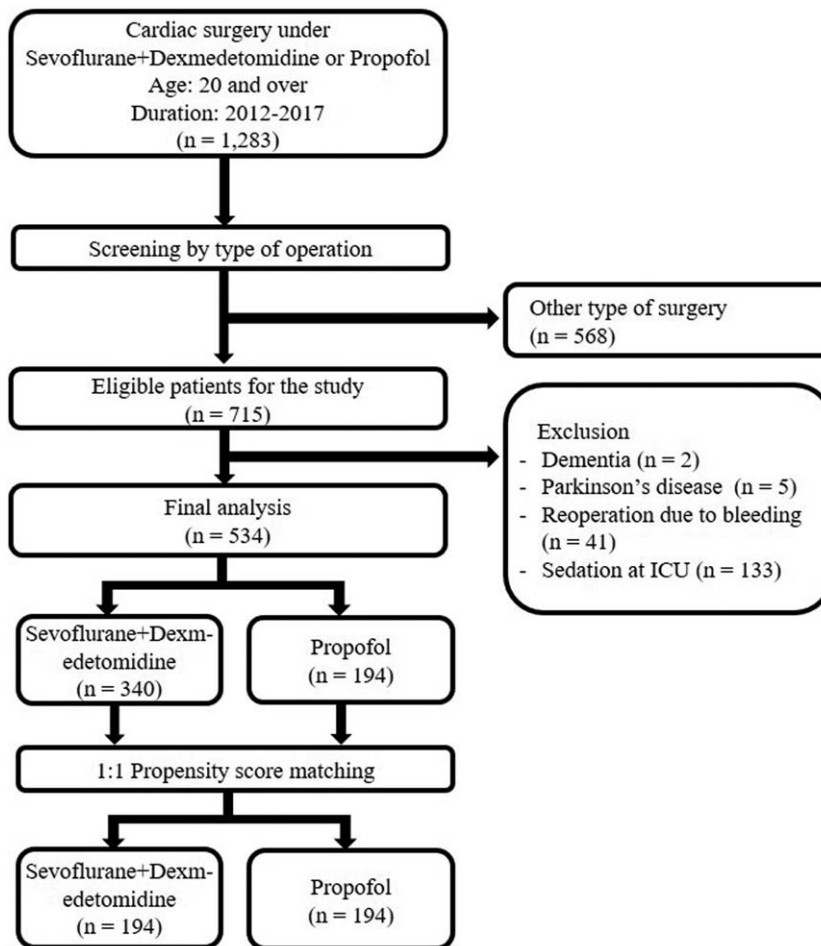 Cardiac surgery under
Sevoflurane+Dexmedetomidine or Propofol
Age: 20 and over
Duration: 2012-2017
(n = 1,283)
Screening by type of operation
Other type of surgery
(n = 568)
Eligible patients for the study
(n = 715)
Exclusion
- Dementia (n = 2)
- Parkinson’s disease (n = 5)
- Reoperation due to bleeding
(n = 41)
- Sedation at ICU (n = 133)
Final analysis
(n = 534)
Sevoflurane+Dexm-
edetomidine
(n = 340)
Propofol
(n = 194)
1:1 Propensity score matching
Sevoflurane+Dexm-
edetomidine
(n = 194)
Propofol
(n = 194)